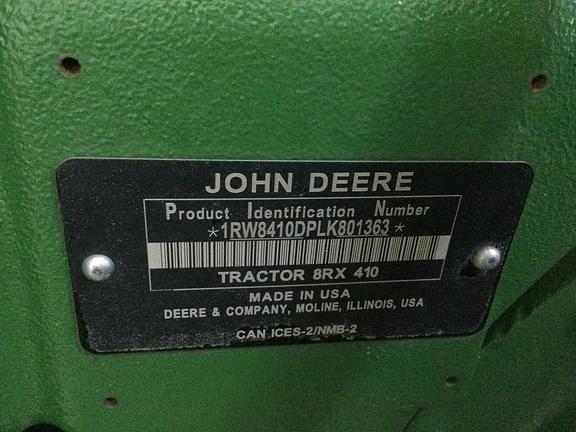 JOHN DEERE
Product Identification Number
*1RW8410DPLK801363*
TRACTOR 8RX 410
MADE IN USA
DEERE & COMPANY, MOLINE, ILLINOIS, USA
CAN ICES-2/NMB-2